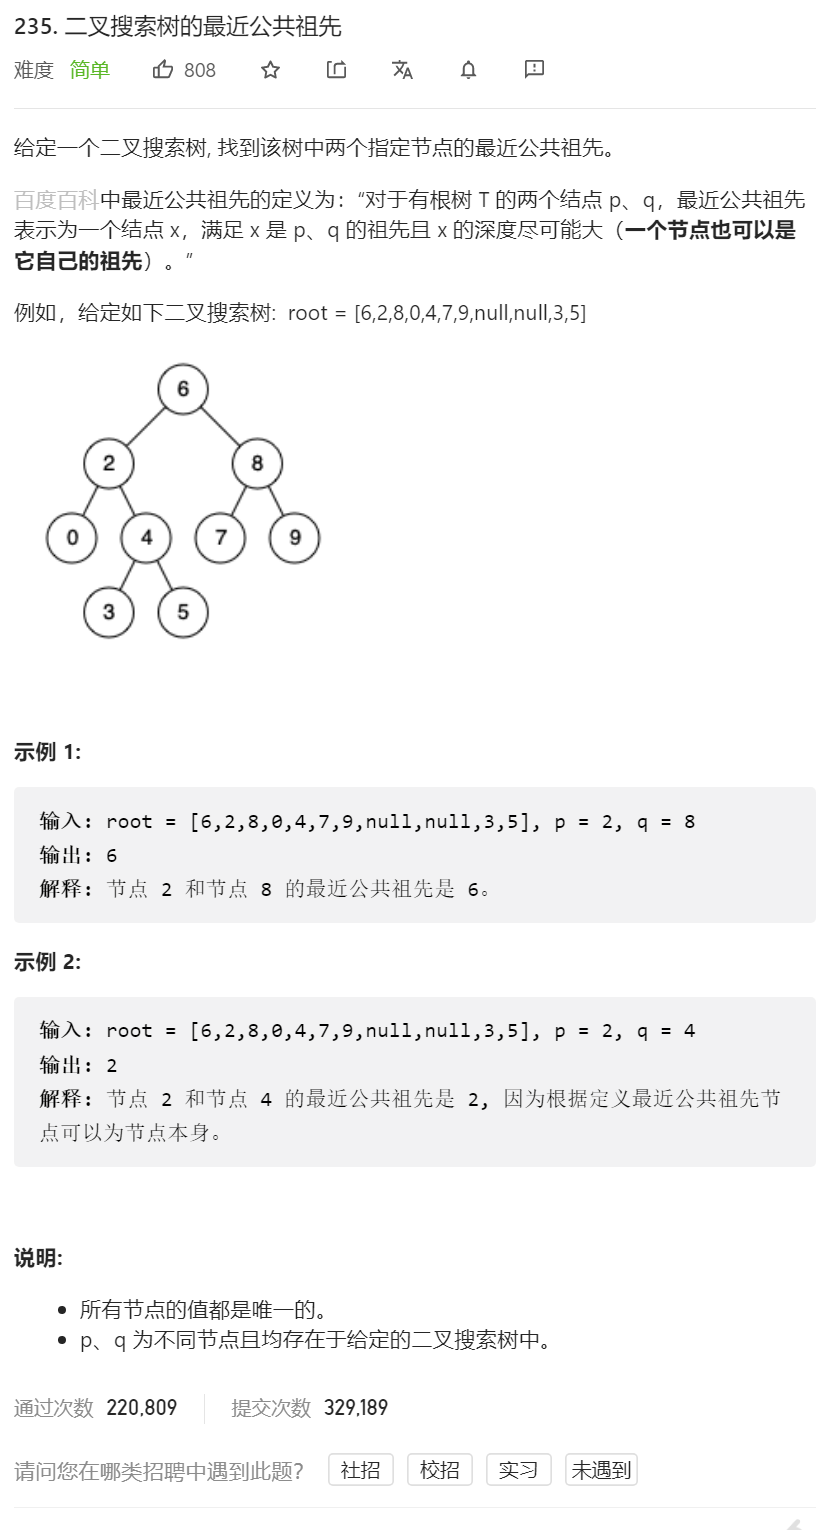 235. 二叉搜索树的最近公共祖先
难度 简单 808
给定一个二叉搜索树, 找到该树中两个指定节点的最近公共祖先。
百度百科中最近公共祖先的定义为：“对于有根树 T 的两个结点 p、q，最近公共祖先
表示为一个结点 x，满足 x 是 p、q 的祖先且 x 的深度尽可能大（一个节点也可以是
它自己的祖先）。”
例如，给定如下二叉搜索树: root = [6,2,8,0,4,7,9,null,null,3,5]
6
2 8
0 4 7 9
3 5
示例 1:
输入: root = [6,2,8,0,4,7,9,null,null,3,5], p = 2, q = 8
输出: 6
解释: 节点 2 和节点 8 的最近公共祖先是 6。
示例 2:
输入: root = [6,2,8,0,4,7,9,null,null,3,5], p = 2, q = 4
输出: 2
解释: 节点 2 和节点 4 的最近公共祖先是 2, 因为根据定义最近公共祖先节
点可以为节点本身。
说明:
• 所有节点的值都是唯一的。
• p、q 为不同节点且均存在于给定的二叉搜索树中。
通过次数 220,809 提交次数 329,189
请问您在哪类招聘中遇到此题？ 社招 校招 实习 未遇到